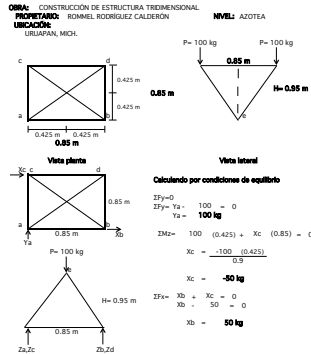 OBRA: CONSTRUCCIÓN DE ESTRUCTURA TRIDIMENSIONAL
PROPIETARIO: ROMMEL RODRÍGUEZ CALDERÓN NIVEL: AZOTEA
UBICACIÓN:
URUAPAN, MICH.
P= 100 kg P= 100 kg
c d
0.85 m
0.425 m
0.425 m
0.85 m
H= 0.95 m
a b
e
0.425 m 0.425 m
0.85 m
Vista planta Vista lateral
Xc c d
Calculando por condiciones de equilibrio
ΣFy=0
0.85 m
ΣFy= Ya - 100 = 0
Ya = 100 kg
a b
0.85 m Xb
Ya
ΣMz= 100 (0.425) + Xc (0.85) = 0
P= 100 kg
Xc = -100 (0.425)
0.9
e
Xc = -50 kg
H= 0.95 m
ΣFx= Xb + Xc = 0
Xb - 50 = 0
0.85 m
Xb = 50 kg
Za,Zc Zb,Zd